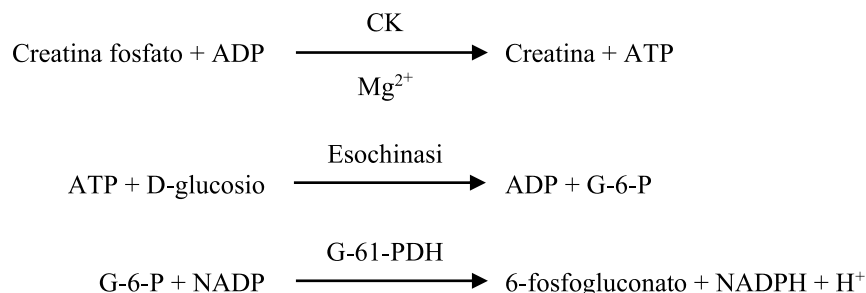 CK
Creatina fosfato + ADP Creatina + ATP
Mg²⁺
Esochinasi
ATP + D-glucosio ADP + G-6-P
G-61-PDH
G-6-P + NADP 6-fosfogluconato + NADPH + H⁺